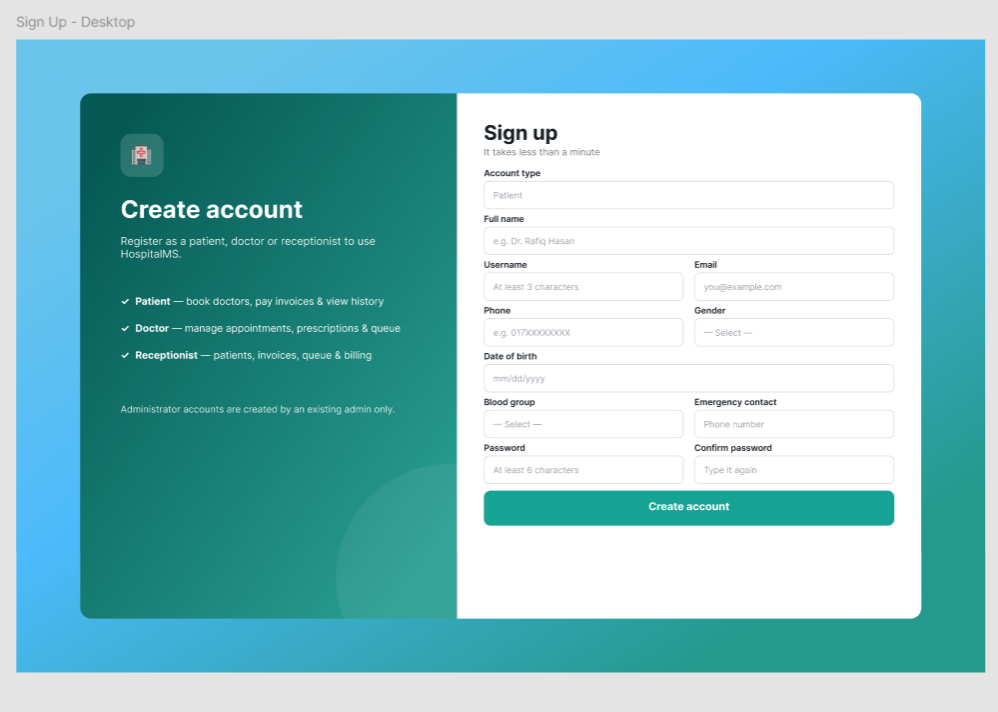 Sign Up - Desktop
Create account
Register as a patient, doctor or receptionist to use
HospitalMS.
✓ Patient — book doctors, pay invoices & view history
✓ Doctor — manage appointments, prescriptions & queue
✓ Receptionist — patients, invoices, queue & billing
Administrator accounts are created by an existing admin only.
Sign up
It takes less than a minute
Account type
Patient
Full name
e.g. Dr. Rafiq Hasan
Username
At least 3 characters
Email
you@example.com
Phone
e.g. 017XXXXXXXX
Gender
— Select —
Date of birth
mm/dd/yyyy
Blood group
— Select —
Emergency contact
Phone number
Password
At least 6 characters
Confirm password
Type it again
Create account